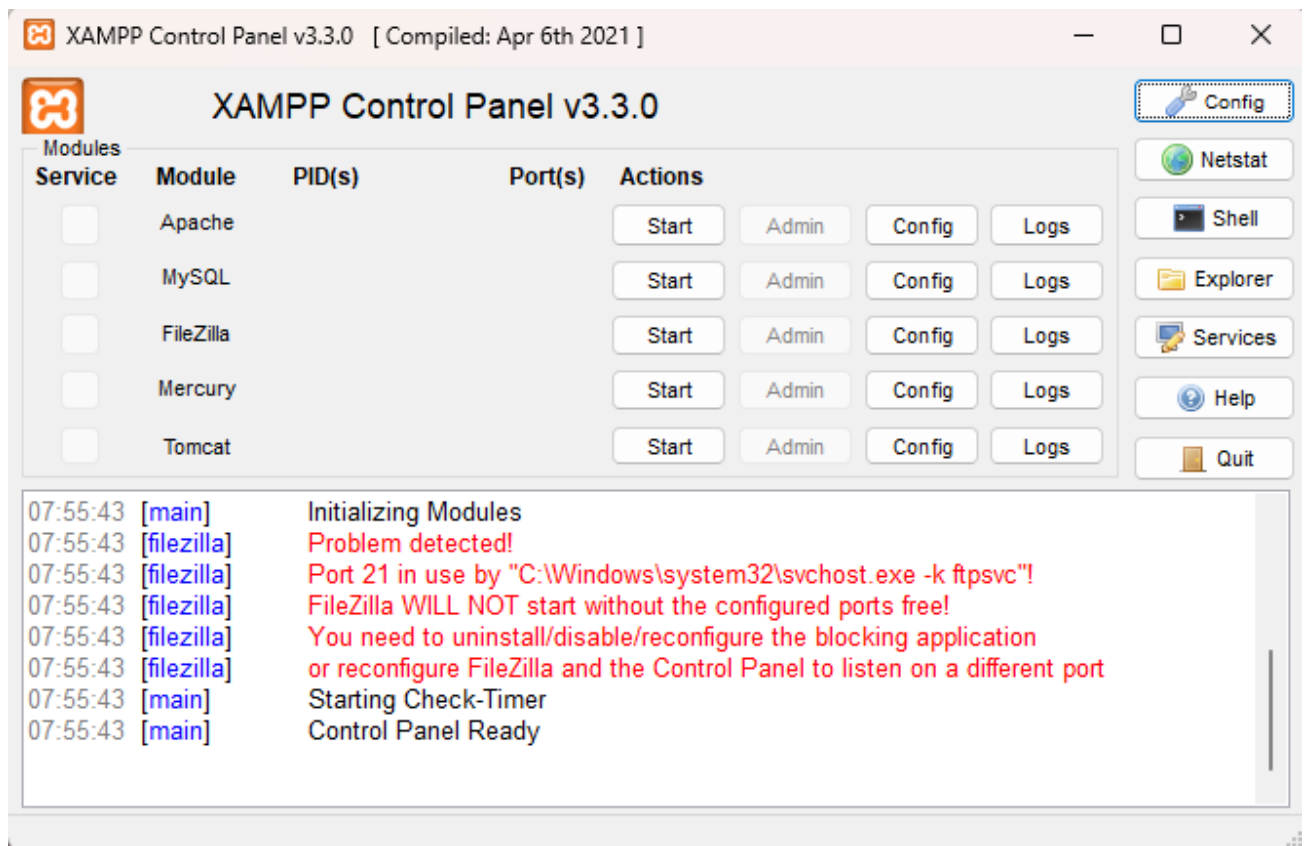 XAMPP Control Panel v3.3.0 [ Compiled: Apr 6th 2021 ]
XAMPP Control Panel v3.3.0
Config
Modules
Netstat
Service Module PID(s) Port(s) Actions
Apache Start Admin Config Logs
Shell
MySQL Start Admin Config Logs
Explorer
FileZilla Start Admin Config Logs
Services
Mercury Start Admin Config Logs
Help
Tomcat Start Admin Config Logs
Quit
07:55:43 [main] Initializing Modules
07:55:43 [filezilla] Problem detected!
07:55:43 [filezilla] Port 21 in use by "C:\Windows\system32\svchost.exe -k ftpsvc"!
07:55:43 [filezilla] FileZilla WILL NOT start without the configured ports free!
07:55:43 [filezilla] You need to uninstall/disable/reconfigure the blocking application
07:55:43 [filezilla] or reconfigure FileZilla and the Control Panel to listen on a different port
07:55:43 [main] Starting Check-Timer
07:55:43 [main] Control Panel Ready